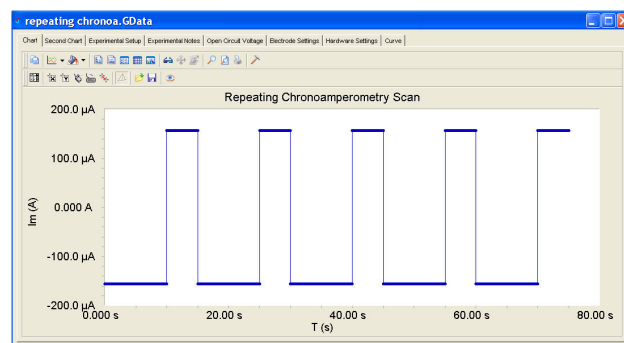 repeating chronoa.GData
Chart Second Chart Experimental Setup Experimental Notes Open Circuit Voltage Electrode Settings Hardware Settings Curve
Repeating Chronoamperometry Scan
200.0 µA
100.0 µA
0.000 A
-100.0 µA
-200.0 µA
Im (A)
0.000 s 20.00 s 40.00 s 60.00 s 80.00 s
T (s)